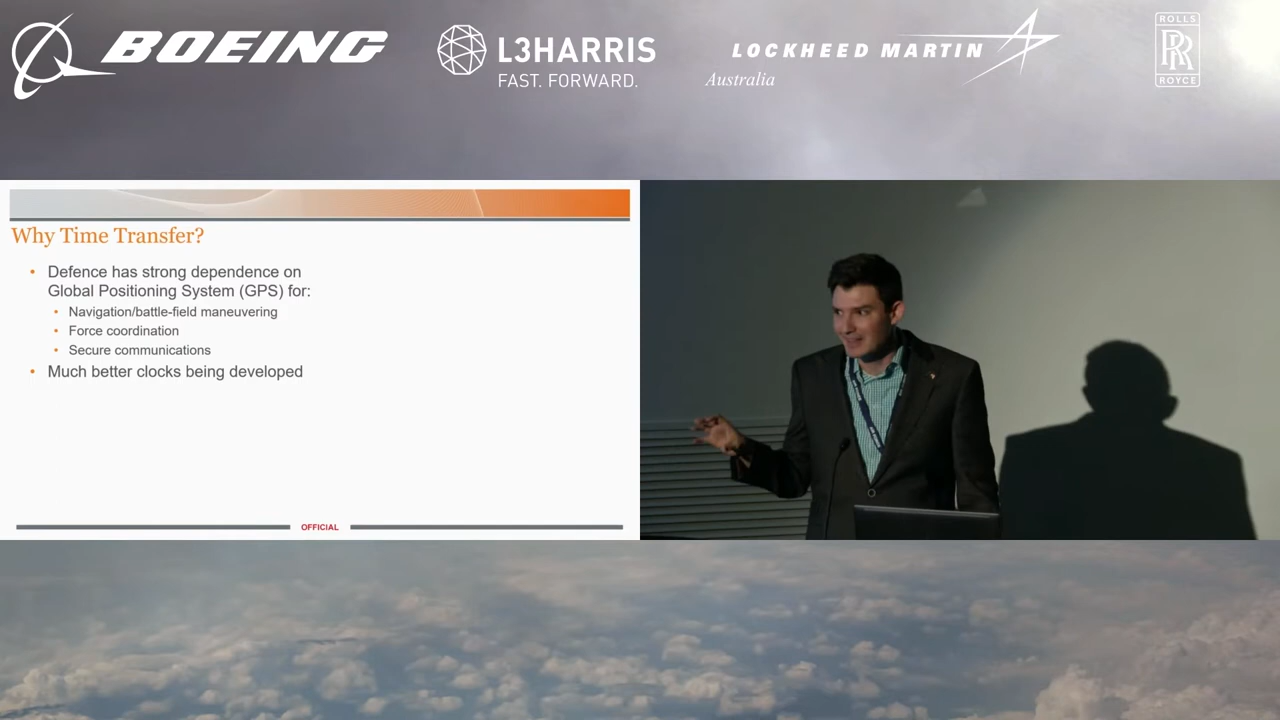 BOEING
L3HARRIS
FAST. FORWARD.
LOCKHEED MARTIN
Australia
ROLLS
RR
ROYCE
Why Time Transfer?
• Defence has strong dependence on
Global Positioning System (GPS) for:
• Navigation/battle-field maneuvering
• Force coordination
• Secure communications
• Much better clocks being developed
OFFICIAL